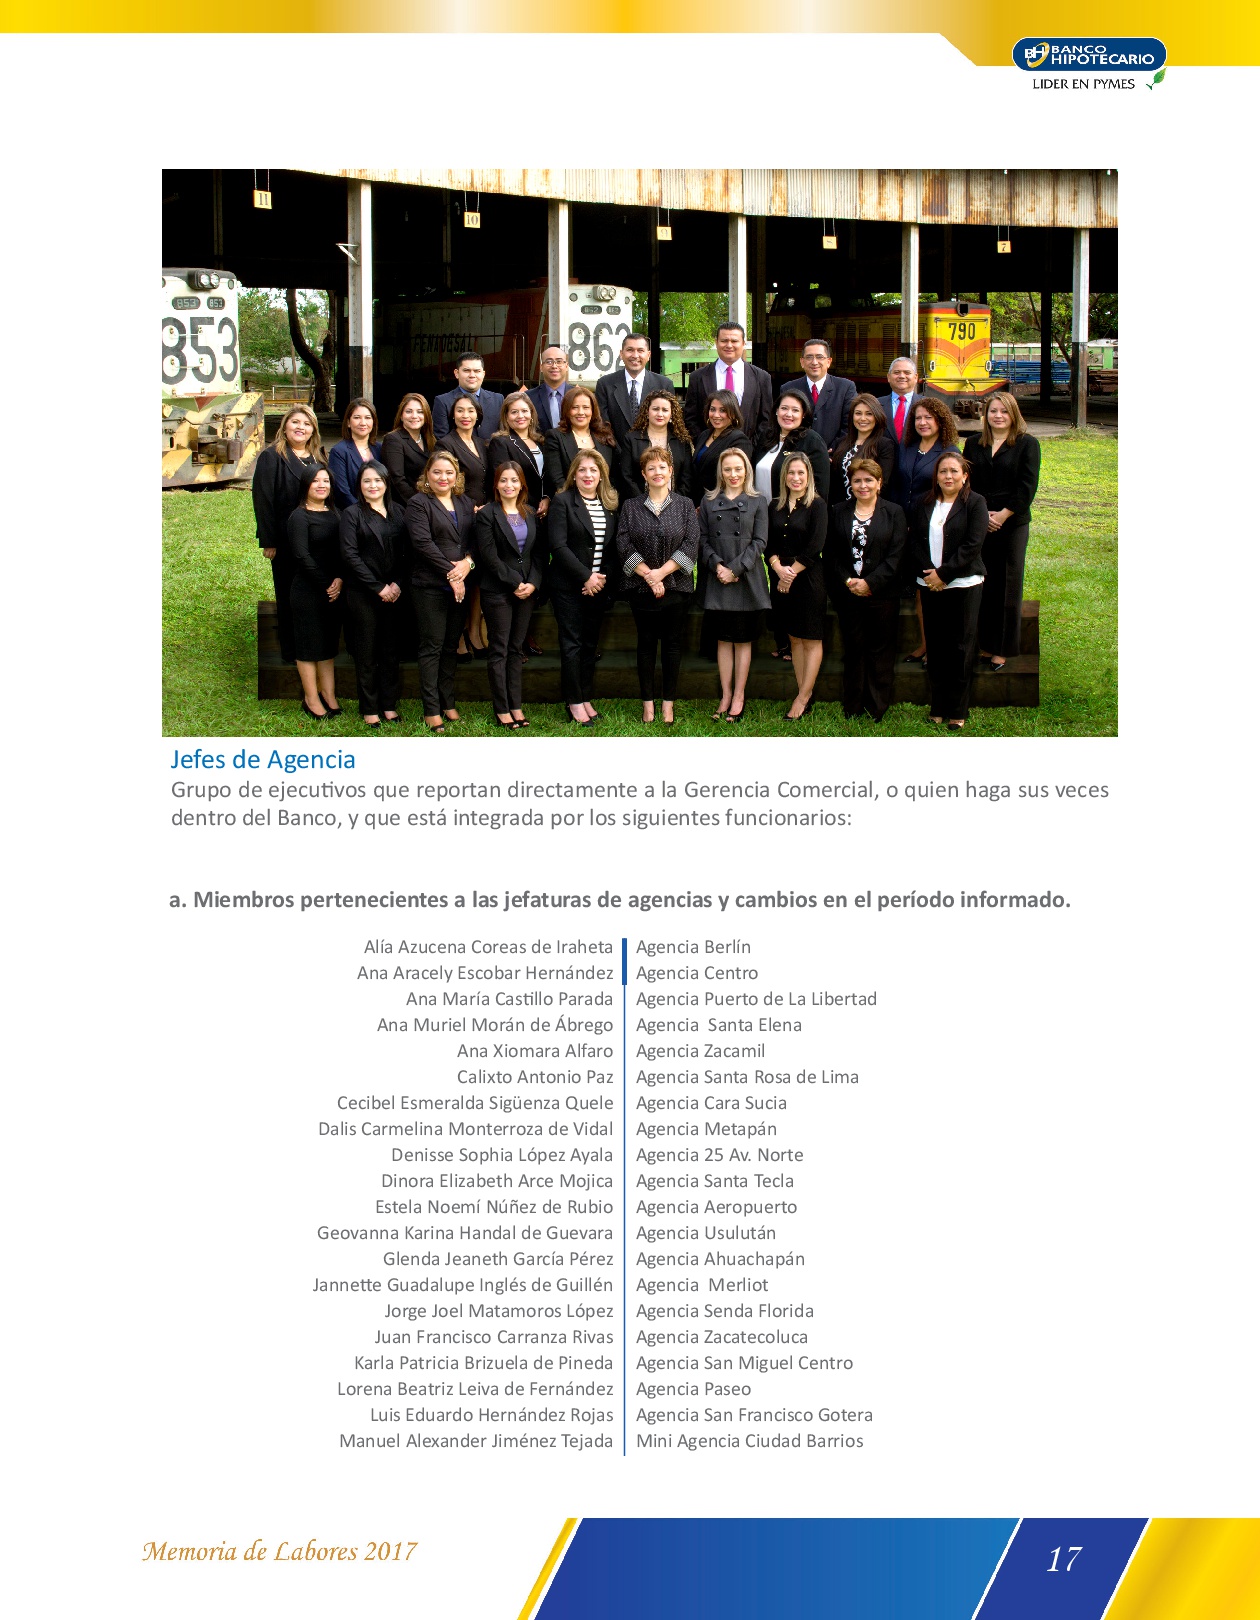 BH BANCO
HIPOTECARIO
LIDER EN PYMES
11
10
9
8
7
853 853
853
862
790
Jefes de Agencia
Grupo de ejecutivos que reportan directamente a la Gerencia Comercial, o quien haga sus veces
dentro del Banco, y que está integrada por los siguientes funcionarios:
a. Miembros pertenecientes a las jefaturas de agencias y cambios en el período informado.
Alía Azucena Coreas de Iraheta Agencia Berlín
Ana Aracely Escobar Hernández Agencia Centro
Ana María Castillo Parada Agencia Puerto de La Libertad
Ana Muriel Morán de Ábrego Agencia  Santa Elena
Ana Xiomara Alfaro Agencia Zacamil
Calixto Antonio Paz Agencia Santa Rosa de Lima
Cecibel Esmeralda Sigüenza Quele Agencia Cara Sucia
Dalis Carmelina Monterroza de Vidal Agencia Metapán
Denisse Sophia López Ayala Agencia 25 Av. Norte
Dinora Elizabeth Arce Mojica Agencia Santa Tecla
Estela Noemí Núñez de Rubio Agencia Aeropuerto
Geovanna Karina Handal de Guevara Agencia Usulután
Glenda Jeaneth García Pérez Agencia Ahuachapán
Jannette Guadalupe Inglés de Guillén Agencia  Merliot
Jorge Joel Matamoros López Agencia Senda Florida
Juan Francisco Carranza Rivas Agencia Zacatecoluca
Karla Patricia Brizuela de Pineda Agencia San Miguel Centro
Lorena Beatriz Leiva de Fernández Agencia Paseo
Luis Eduardo Hernández Rojas Agencia San Francisco Gotera
Manuel Alexander Jiménez Tejada Mini Agencia Ciudad Barrios
Memoria de Labores 2017
17